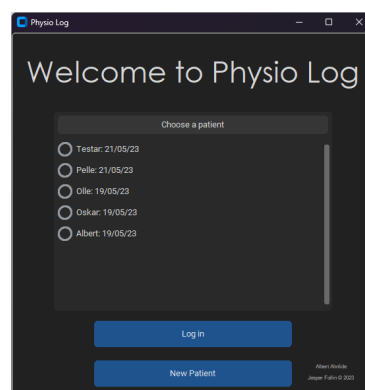 Physio Log
Welcome to Physio Log
Choose a patient
Testar: 21/05/23
Pelle: 21/05/23
Olle: 19/05/23
Oskar: 19/05/23
Albert: 19/05/23
Log in
New Patient
Albert
Jesper Fallin © 2023